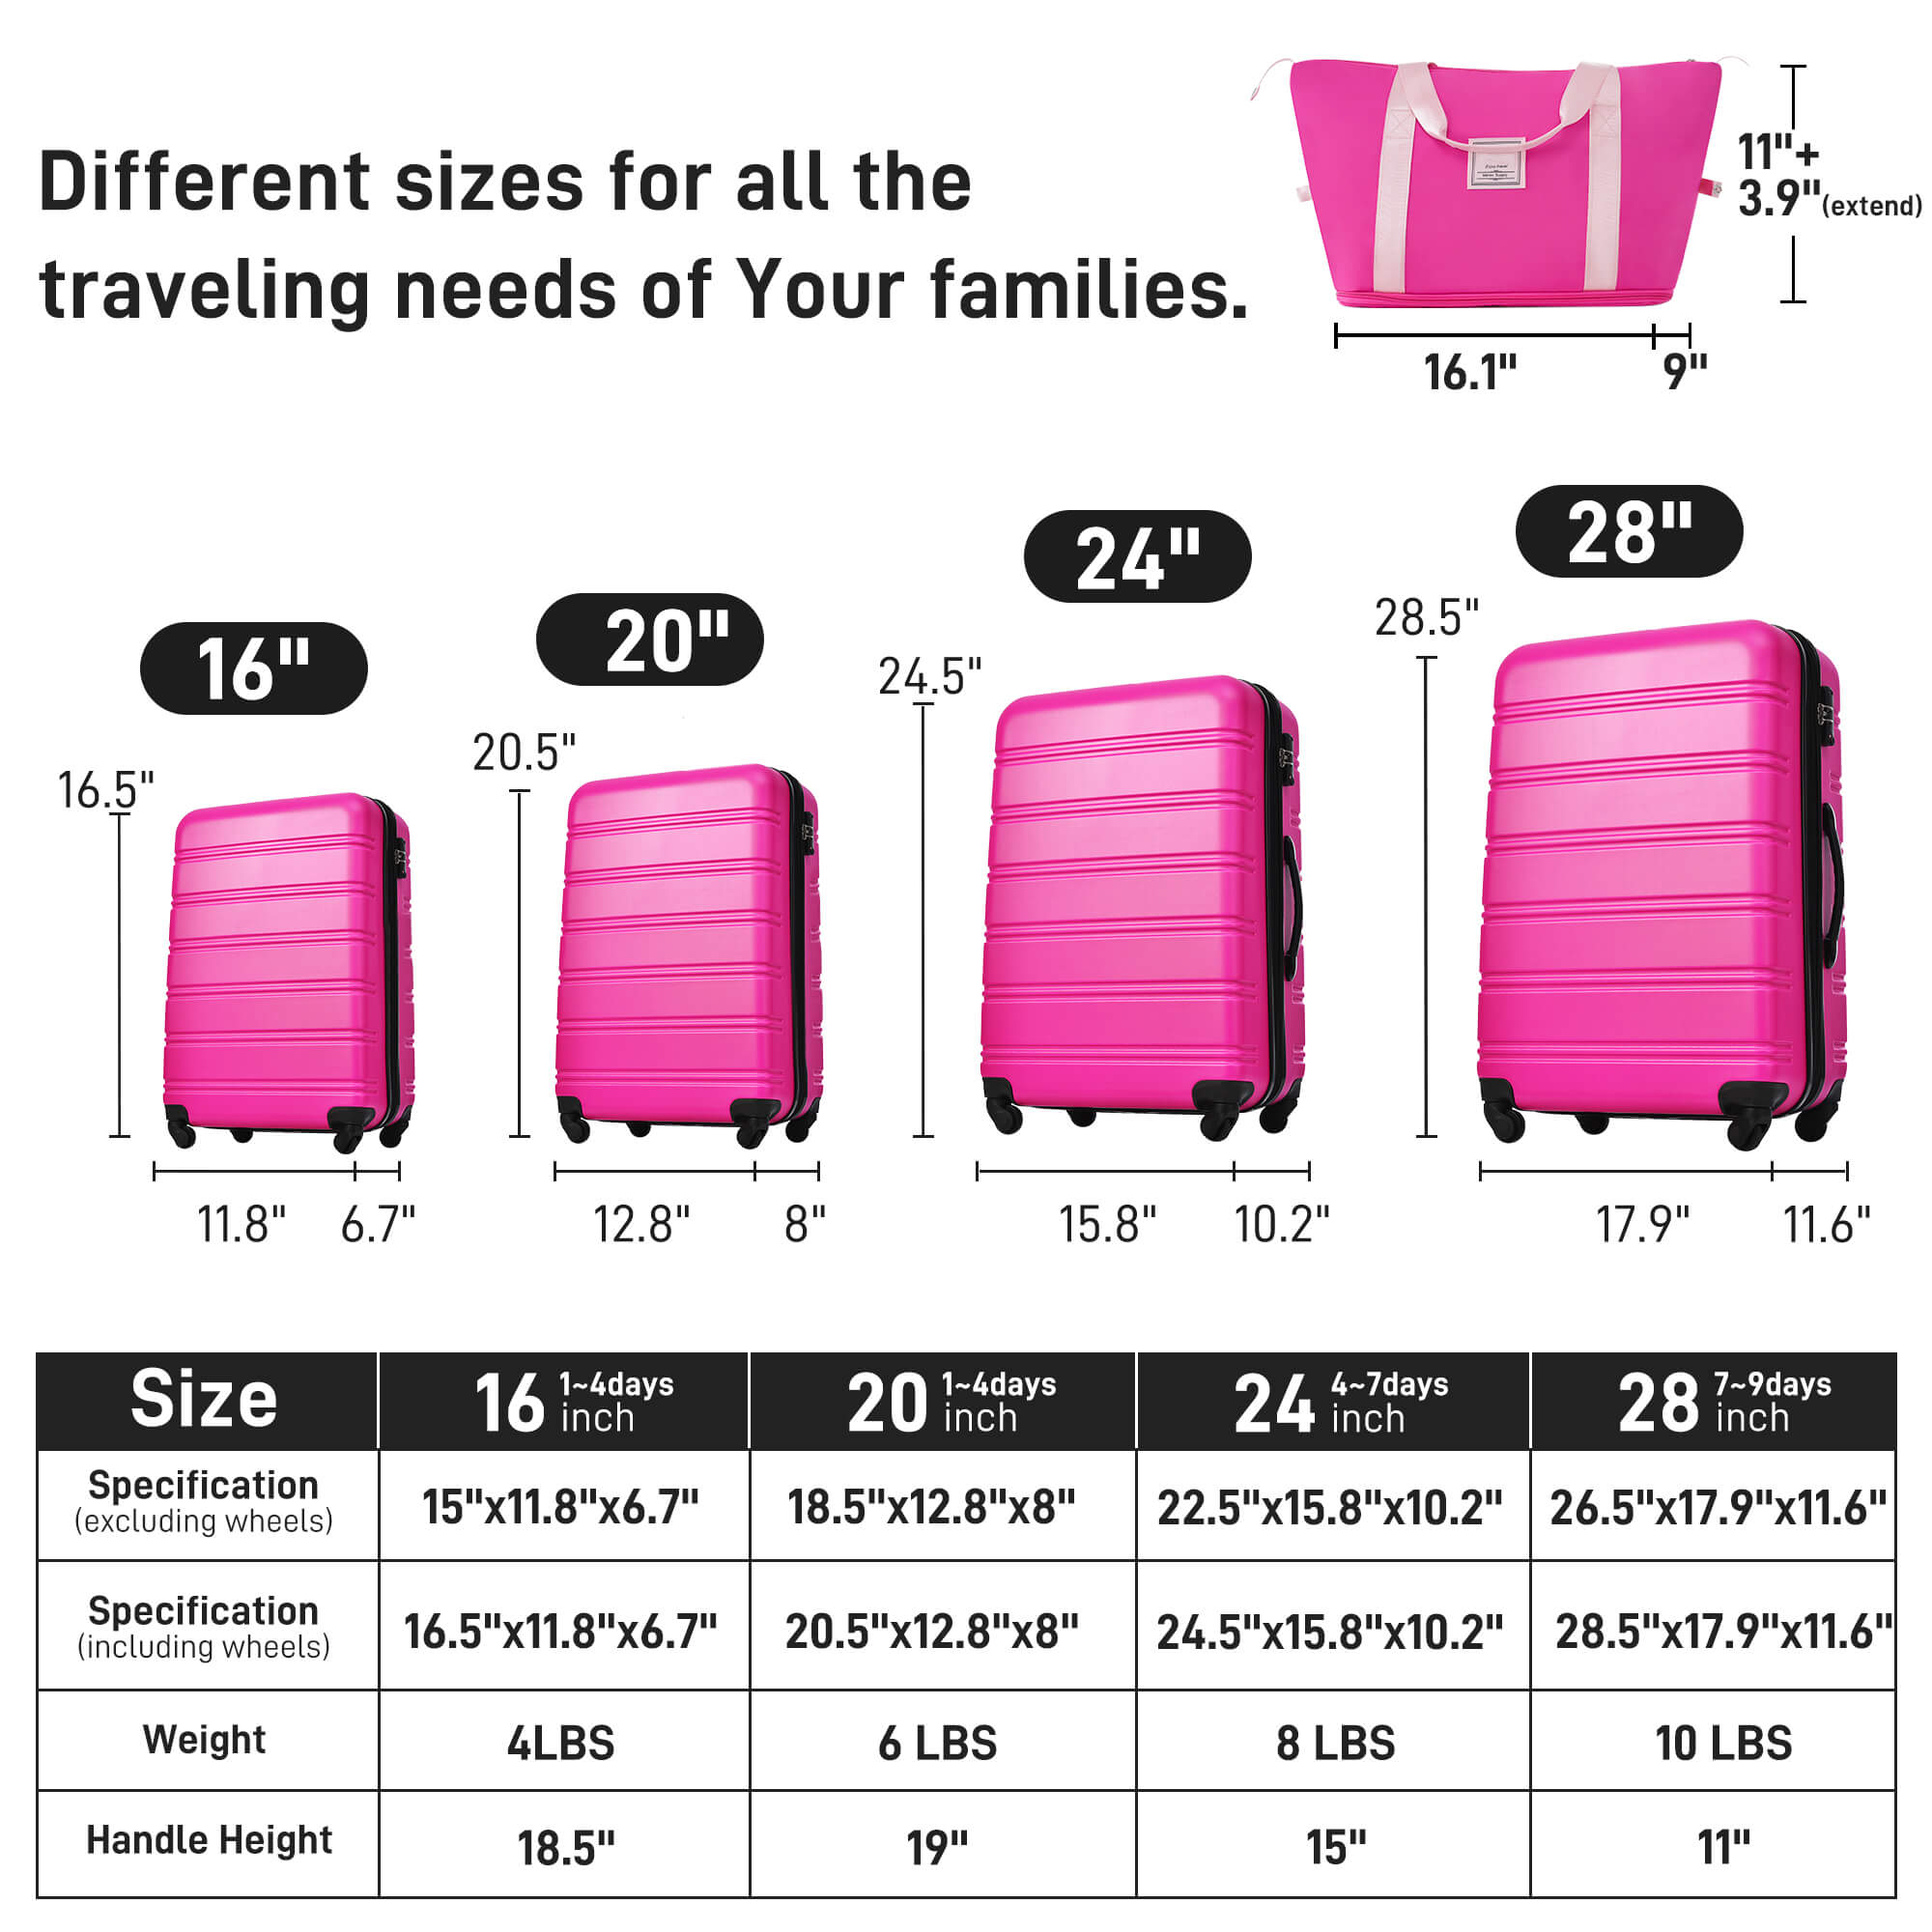 Different sizes for all the
traveling needs of Your families.
11"+
3.9"(extend)
16.1" 9"
16"
20"
24"
28"
16.5"
20.5"
24.5"
28.5"
11.8" 6.7"
12.8" 8"
15.8" 10.2"
17.9" 11.6"
Size 16 1~4days inch 20 1~4days inch 24 4~7days inch 28 7~9days inch
Specification
(excluding wheels)
15"x11.8"x6.7" 18.5"x12.8"x8" 22.5"x15.8"x10.2" 26.5"x17.9"x11.6"
Specification
(including wheels)
16.5"x11.8"x6.7" 20.5"x12.8"x8" 24.5"x15.8"x10.2" 28.5"x17.9"x11.6"
Weight 4LBS 6 LBS 8 LBS 10 LBS
Handle Height 18.5" 19" 15" 11"